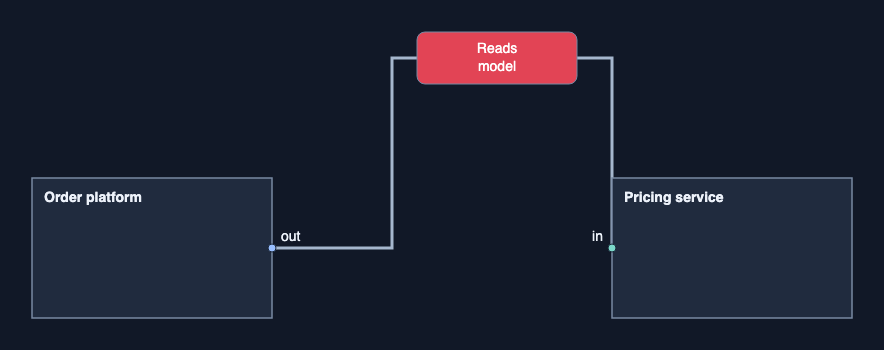 Reads
model
Order platform
Pricing service
out
in